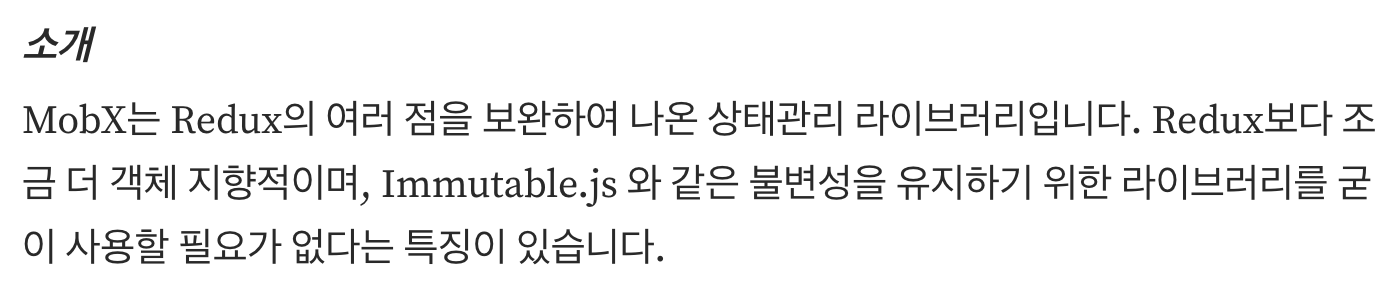 소개
MobX는 Redux의 여러 점을 보완하여 나온 상태관리 라이브러리입니다. Redux보다 조
금 더 객체 지향적이며, Immutable.js 와 같은 불변성을 유지하기 위한 라이브러리를 굳
이 사용할 필요가 없다는 특징이 있습니다.